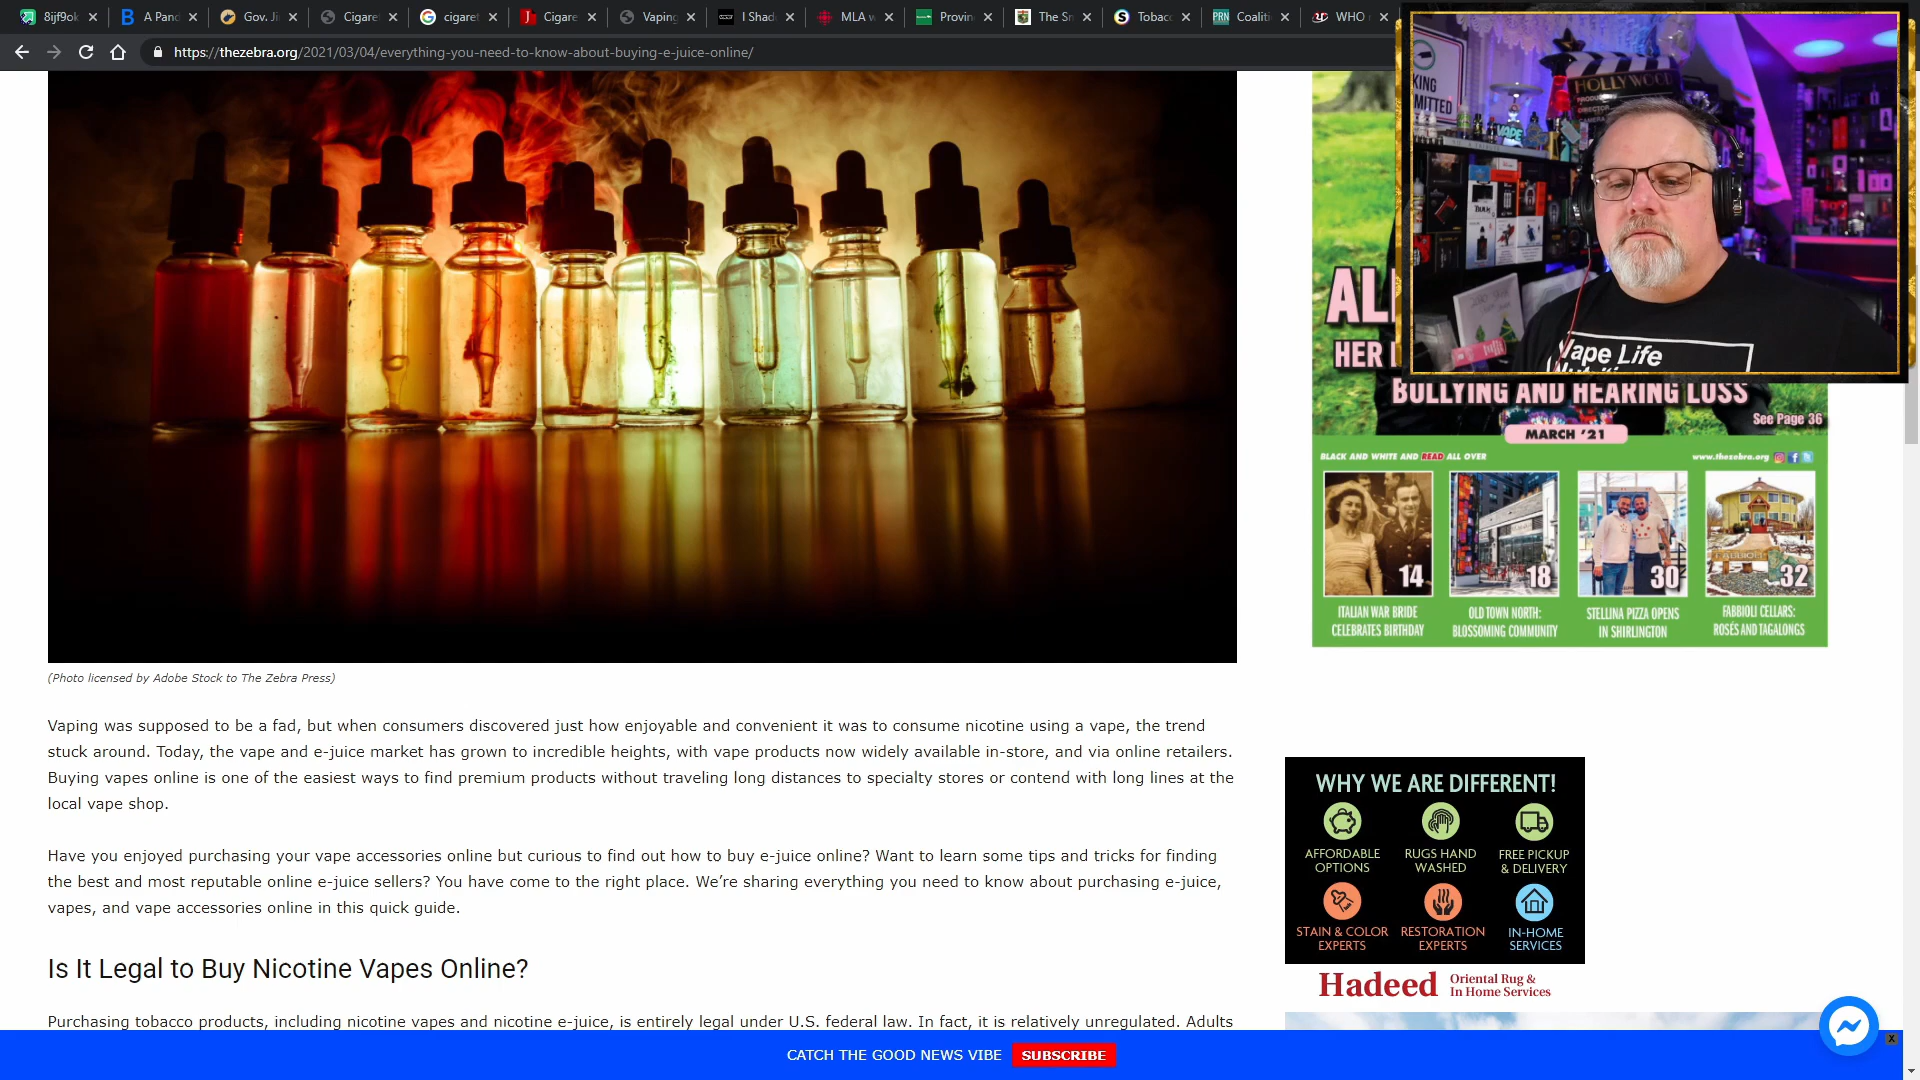 8ijf9ok
A Pand
Gov. Ji
Cigare
cigaret
Cigare
Vaping
I Shad
MLA w
Provin
The Sm
Tobacc
Coaliti
WHO
https://thezebra.org/2021/03/04/everything-you-need-to-know-about-buying-e-juice-online/
KING
MITTED
HOLLYWOOD
VAPE
Vape Life
AL
HER
BULLYING AND HEARING LOSS
See Page 36
MARCH '21
BLACK AND WHITE AND READ ALL OVER
www.thezebra.org
14
18
30
32
ITALIAN WAR BRIDE
CELEBRATES BIRTHDAY
OLD TOWN NORTH:
BLOSSOMING COMMUNITY
STELLINA PIZZA OPENS
IN SHIRLINGTON
FABBIOLI CELLARS:
ROSÉS AND TAGALONGS
(Photo licensed by Adobe Stock to The Zebra Press)
Vaping was supposed to be a fad, but when consumers discovered just how enjoyable and convenient it was to consume nicotine using a vape, the trend
stuck around. Today, the vape and e-juice market has grown to incredible heights, with vape products now widely available in-store, and via online retailers.
Buying vapes online is one of the easiest ways to find premium products without traveling long distances to specialty stores or contend with long lines at the
local vape shop.
Have you enjoyed purchasing your vape accessories online but curious to find out how to buy e-juice online? Want to learn some tips and tricks for finding
the best and most reputable online e-juice sellers? You have come to the right place. We're sharing everything you need to know about purchasing e-juice,
vapes, and vape accessories online in this quick guide.
Is It Legal to Buy Nicotine Vapes Online?
Purchasing tobacco products, including nicotine vapes and nicotine e-juice, is entirely legal under U.S. federal law. In fact, it is relatively unregulated. Adults
WHY WE ARE DIFFERENT!
AFFORDABLE
OPTIONS
RUGS HAND
WASHED
FREE PICKUP
& DELIVERY
STAIN & COLOR
EXPERTS
RESTORATION
EXPERTS
IN-HOME
SERVICES
Hadeed
Oriental Rug &
In Home Services
CATCH THE GOOD NEWS VIBE
SUBSCRIBE
X